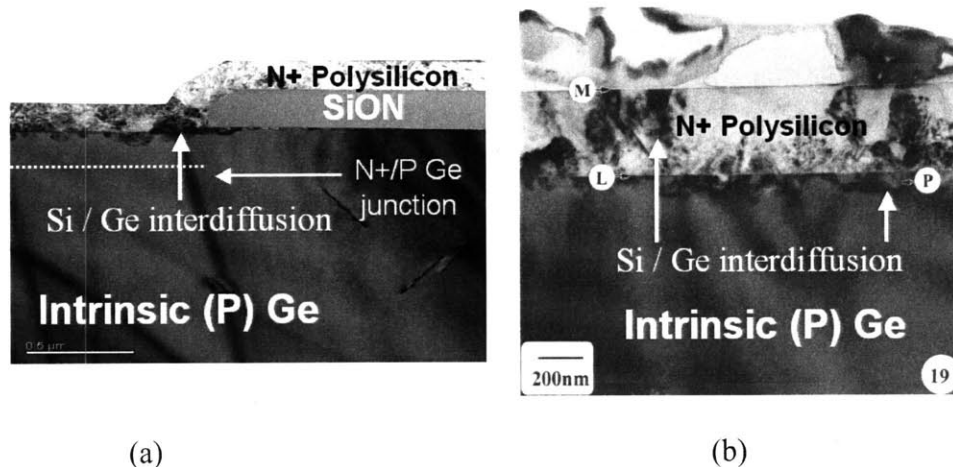 N+ Polysilicon
SiON
N+/P Ge
junction
Si / Ge interdiffusion
Intrinsic (P) Ge
0.5 µm
(a)
M
N+ Polysilicon
L
P
Si / Ge interdiffusion
Intrinsic (P) Ge
200nm
19
(b)